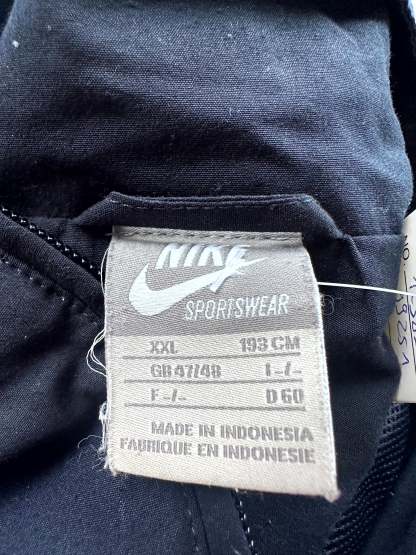 NIKE
SPORTSWEAR
XXL 193 CM
GB 47/48 I -/-
F -/- D 60
MADE IN INDONESIA
FABRIQUE EN INDONESIE